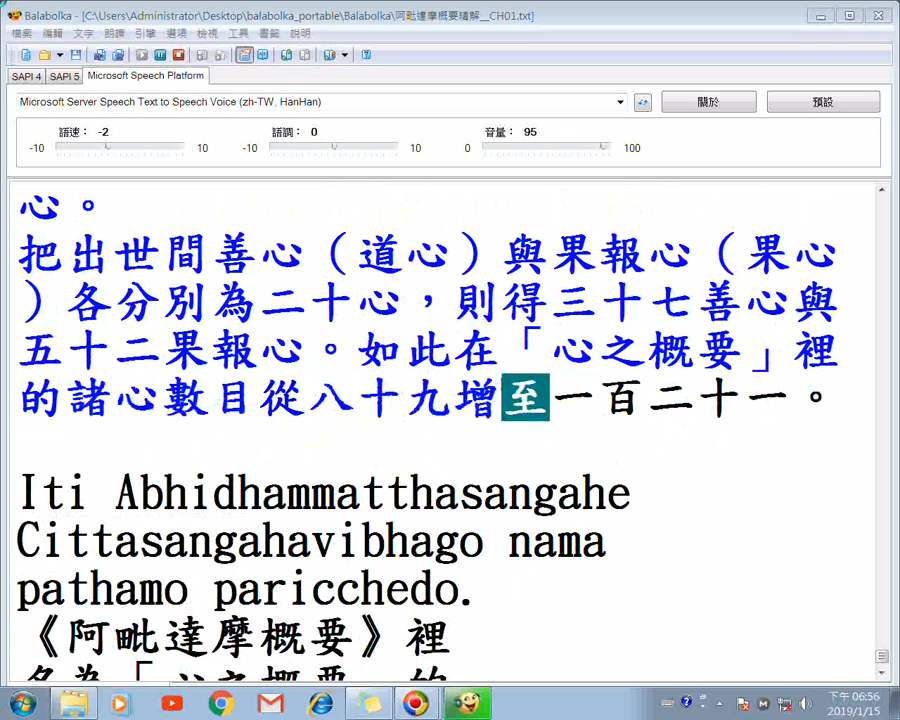 Balabolka - [C:\Users\Administrator\Desktop\balabolka_portable\Balabolka\阿毗達摩概要精解__CH01.txt]
檔案 編輯 文字 朗讀 引擎 選項 檢視 工具 書籤 說明
SAPI 4 SAPI 5 Microsoft Speech Platform
Microsoft Server Speech Text to Speech Voice (zh-TW, HanHan) 關於 預設
語速： -2 語調： 0 音量： 95
-10 10 -10 10 0 100
心。
把出世間善心（道心）與果報心（果心
）各分別為二十心，則得三十七善心與
五十二果報心。如此在「心之概要」裡
的諸心數目從八十九增至一百二十一。
Iti Abhidhammatthasangahe
Cittasangahavibhago nama
pathamo paricchedo.
《阿毗達摩概要》裡
名為「心之概要」的
下午 06:56
2019/1/15